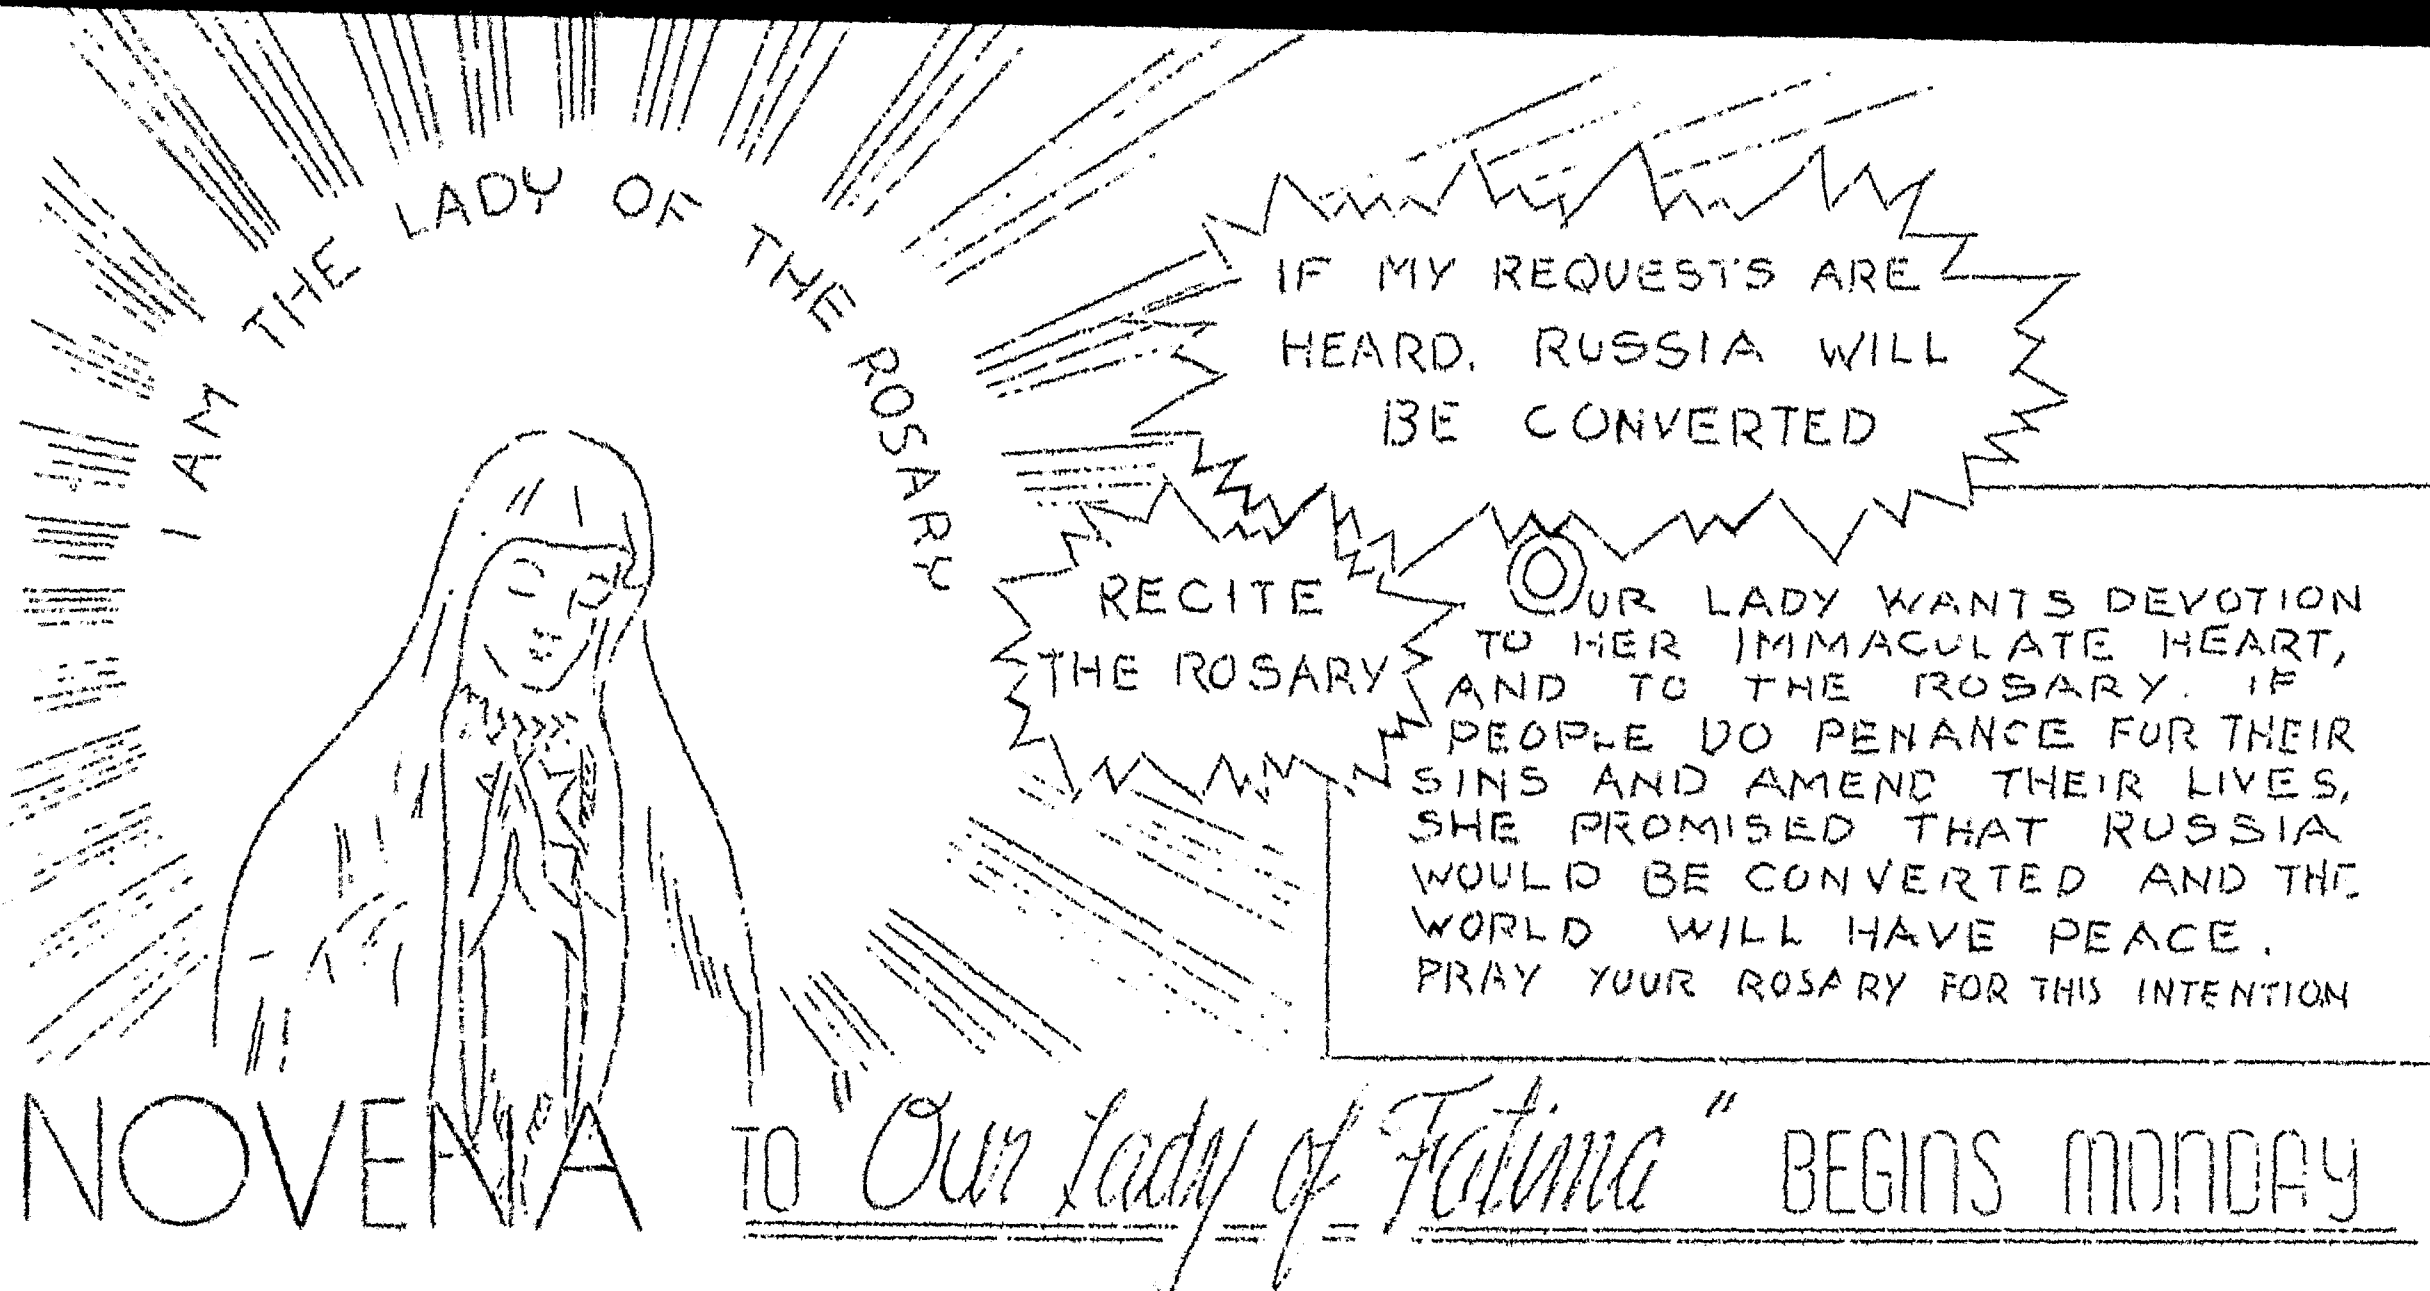 I AM THE LADY OF THE ROSARY
IF MY REQUESTS ARE
HEARD, RUSSIA WILL
BE CONVERTED
RECITE
THE ROSARY
OUR LADY WANTS DEVOTION
TO HER IMMACULATE HEART,
AND TO THE ROSARY. IF
PEOPLE DO PENANCE FOR THEIR
SINS AND AMEND THEIR LIVES,
SHE PROMISED THAT RUSSIA
WOULD BE CONVERTED AND THE
WORLD WILL HAVE PEACE.
PRAY YOUR ROSARY FOR THIS INTENTION
NOVENA TO "Our Lady of Fatima" BEGINS MONDAY